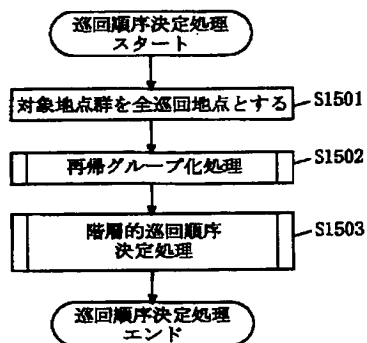 巡回順序決定処理
スタート
対象地点群を全巡回地点とする
S1501
再帰グループ化処理
S1502
階層的巡回順序
決定処理
S1503
巡回順序決定処理
エンド